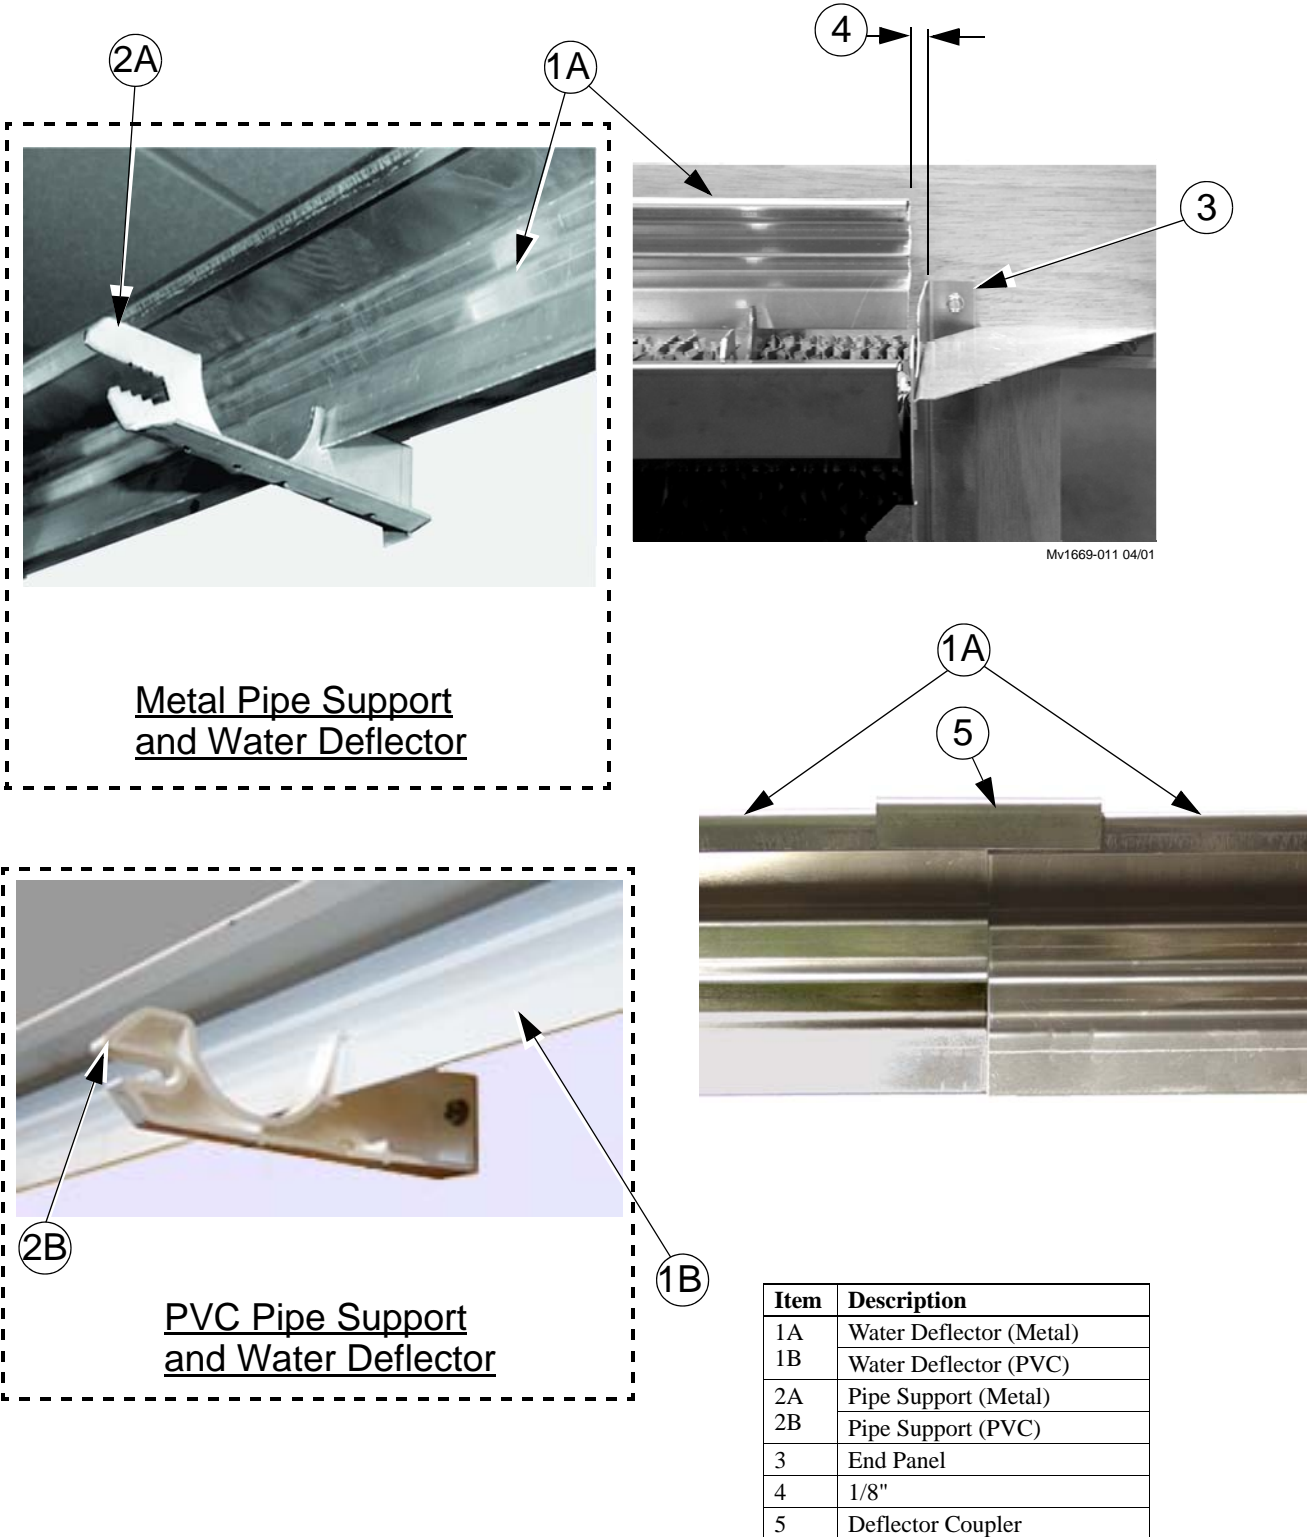 4
2A
1A
3
Mv1669-011 04/01
Metal Pipe Support
and Water Deflector
1A
5
2B
1B
PVC Pipe Support
and Water Deflector
Item Description
1A Water Deflector (Metal)
1B Water Deflector (PVC)
2A Pipe Support (Metal)
2B Pipe Support (PVC)
3 End Panel
4 1/8"
5 Deflector Coupler